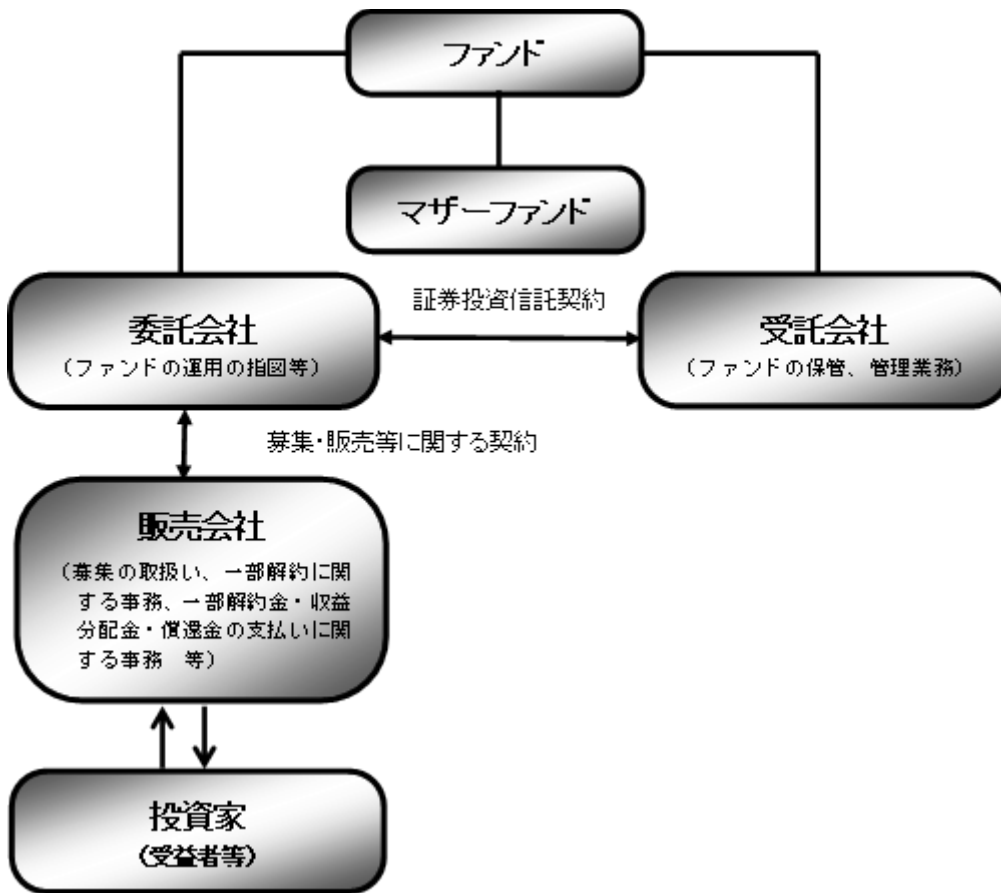 ファンド
マザーファンド
証券投資信託契約
委託会社
（ファンドの運用の指図等）
受託会社
（ファンドの保管、管理業務）
募集・販売等に関する契約
販売会社
（募集の取扱い、一部解約に関
する事務、一部解約金・収益
分配金・償還金の支払いに関
する事務　等）
投資家
（受益者等）